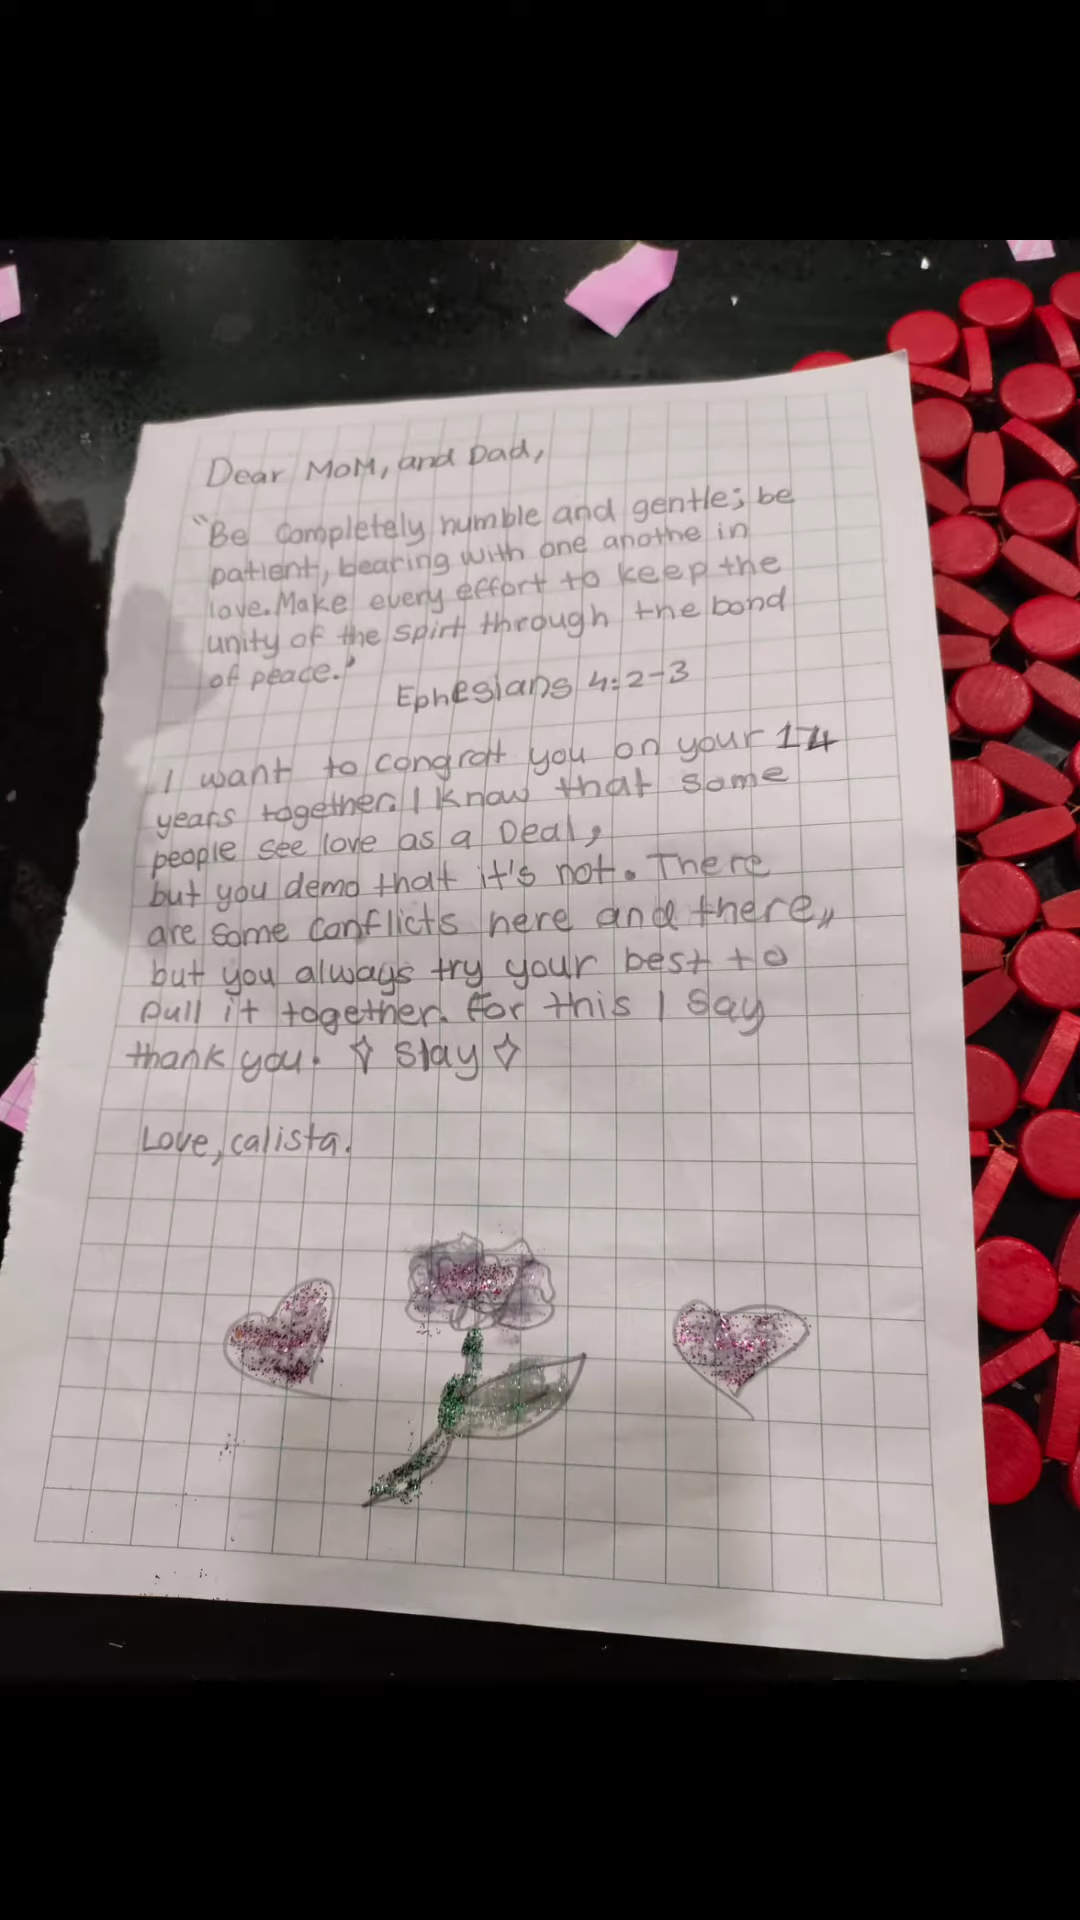 Dear MoM, and Dad,
"Be completely humble and gentle; be
patient, bearing with one anothe in
love. Make every effort to keep the
unity of the spirt through the bond
of peace."
Ephesians 4:2-3
I want to congrat you on your 14
years together. I know that some
people see love as a Deal,
but you demo that it's not. There
are some conflicts here and there,,
but you always try your best to
pull it together. for this I say
thank you. ♢ Slay ♢
Love, calista.